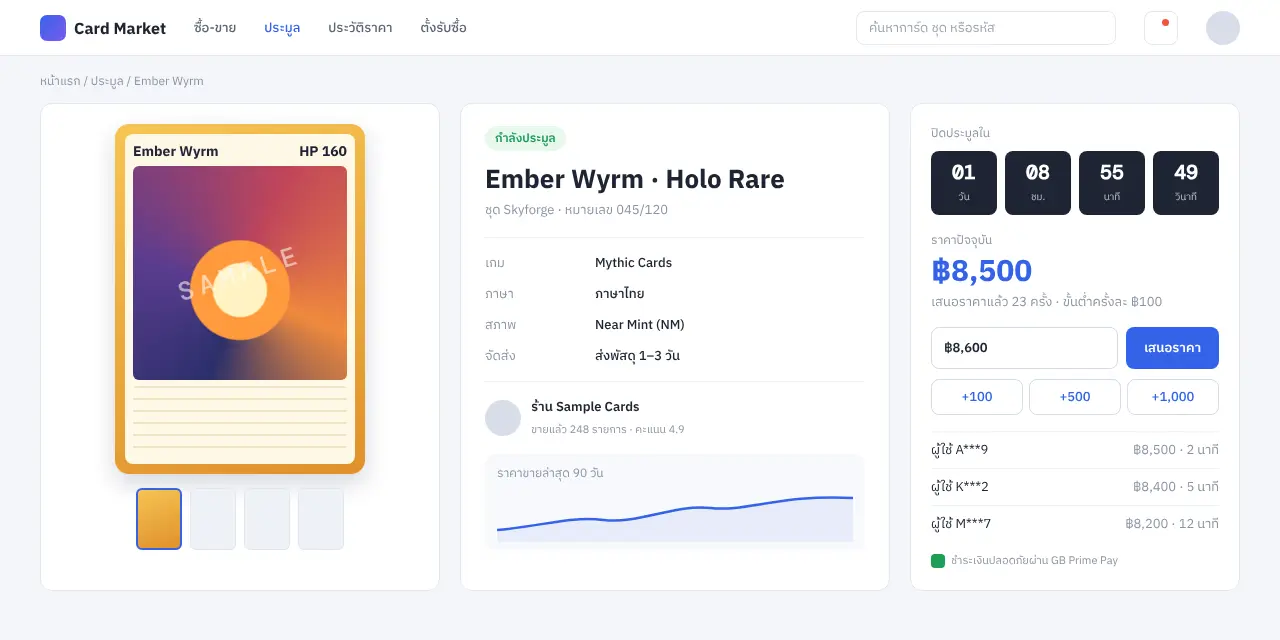 Card Market
ซื้อ-ขาย
ประมูล
ประวัติราคา
ตั้งรับซื้อ
ค้นหาการ์ด ชุด หรือรหัส
หน้าแรก / ประมูล / Ember Wyrm
Ember Wyrm HP 160
SAMPLE
กำลังประมูล
Ember Wyrm · Holo Rare
ชุด Skyforge · หมายเลข 045/120
เกม Mythic Cards
ภาษา ภาษาไทย
สภาพ Near Mint (NM)
จัดส่ง ส่งพัสดุ 1–3 วัน
ร้าน Sample Cards
ขายแล้ว 248 รายการ · คะแนน 4.9
ราคาขายล่าสุด 90 วัน
ปิดประมูลใน
01 08 55 49
วัน ชม. นาที วินาที
ราคาปัจจุบัน
฿8,500
เสนอราคาแล้ว 23 ครั้ง · ขั้นต่ำครั้งละ ฿100
฿8,600 เสนอราคา
+100 +500 +1,000
ผู้ใช้ A***9 ฿8,500 · 2 นาที
ผู้ใช้ K***2 ฿8,400 · 5 นาที
ผู้ใช้ M***7 ฿8,200 · 12 นาที
ชำระเงินปลอดภัยผ่าน GB Prime Pay